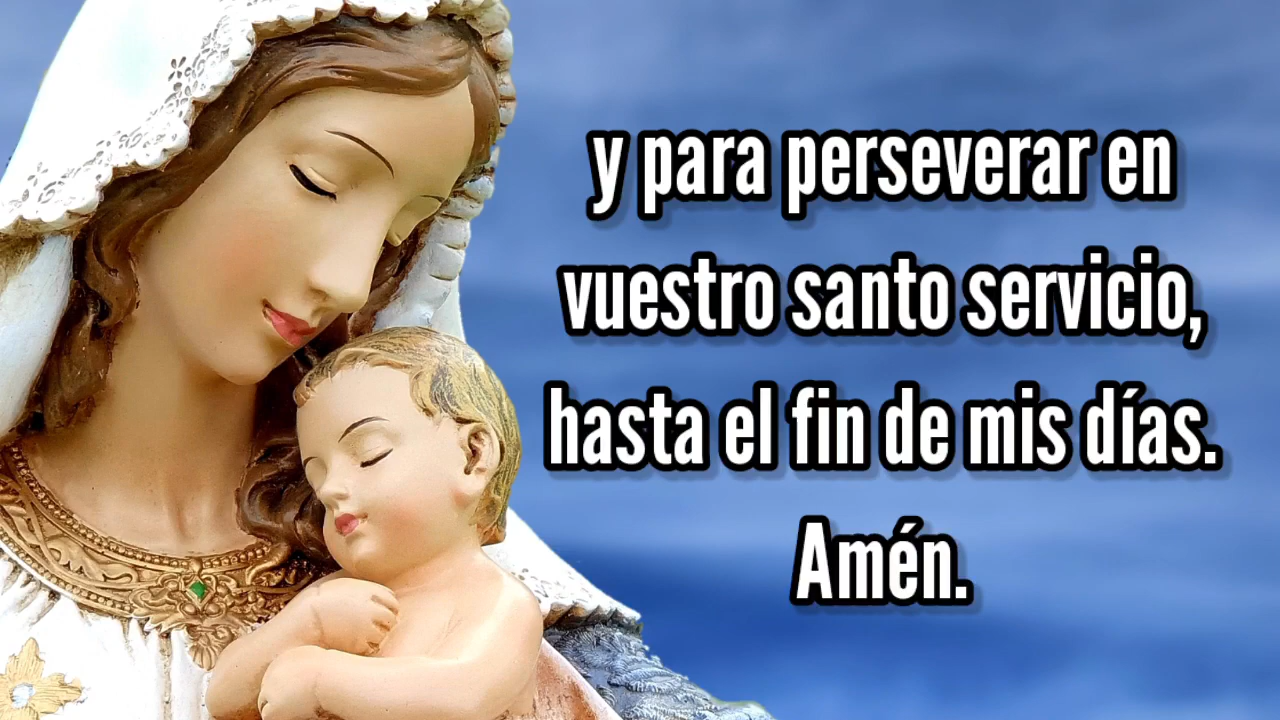 y para perseverar en
vuestro santo servicio,
hasta el fin de mis días.
Amén.